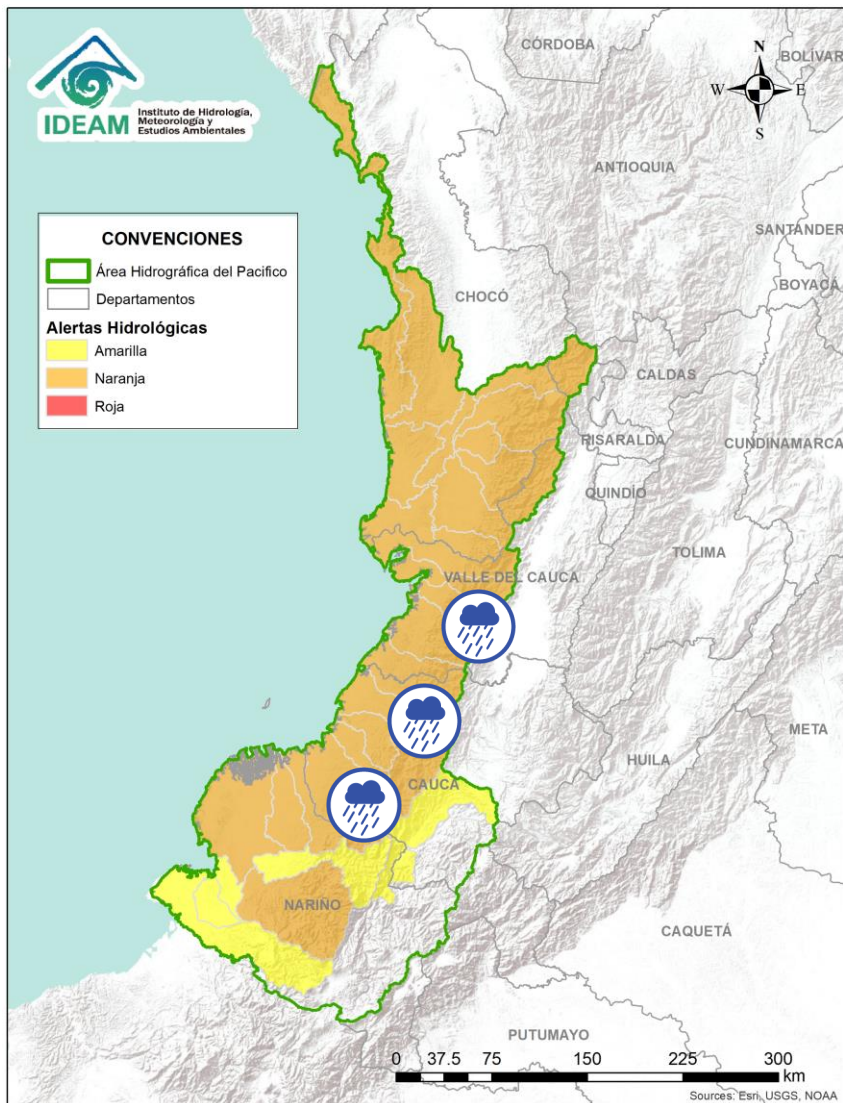 IDEAM
Instituto de Hidrología,
Meteorología y
Estudios Ambientales
CÓRDOBA
BOLÍVAR
N
W
E
S
ANTIOQUIA
SANTANDER
BOYACÁ
CHOCÓ
CONVENCIONES
Área Hidrográfica del Pacifico
Departamentos
Alertas Hidrológicas
Amarilla
Naranja
Roja
CALDAS
RISARALDA
CUNDINAMARCA
QUINDÍO
TOLIMA
VALLE DEL CAUCA
META
HUILA
CAUCA
NARIÑO
CAQUETÁ
PUTUMAYO
0 37.5 75 150 225 300
km
Sources: Esri, USGS, NOAA